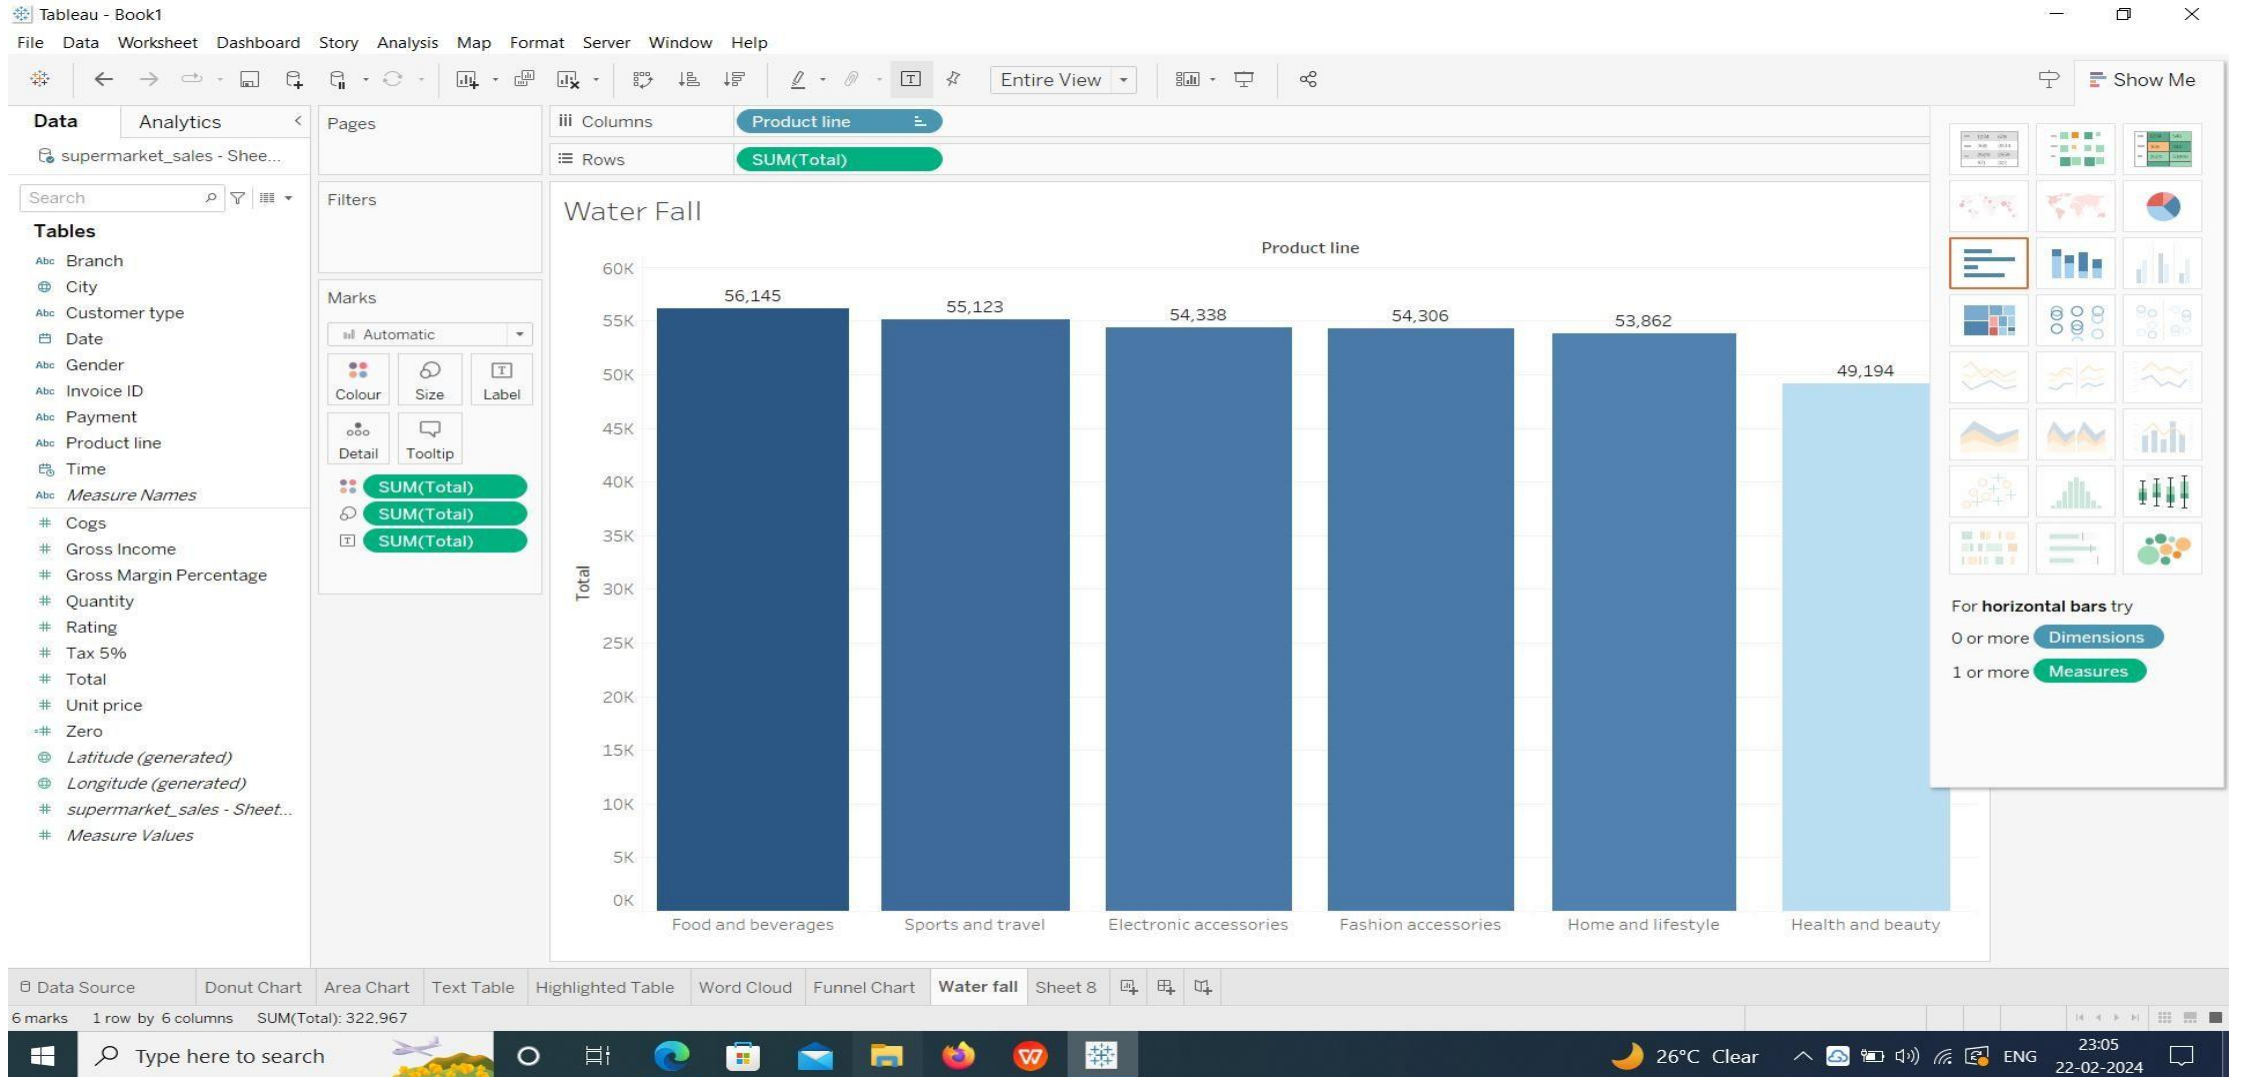 Tableau - Book1
File Data Worksheet Dashboard Story Analysis Map Format Server Window Help
Entire View
Show Me
Data Analytics
supermarket_sales - Shee...
Search
Tables
Abc Branch
City
Abc Customer type
Date
Abc Gender
Abc Invoice ID
Abc Payment
Abc Product line
Time
Abc Measure Names
# Cogs
# Gross Income
# Gross Margin Percentage
# Quantity
# Rating
# Tax 5%
# Total
# Unit price
=# Zero
Latitude (generated)
Longitude (generated)
# supermarket_sales - Sheet...
# Measure Values
Pages
Filters
Marks
Automatic
Colour Size Label
Detail Tooltip
SUM(Total)
SUM(Total)
SUM(Total)
iii Columns Product line
Rows SUM(Total)
Water Fall
Product line
60K
55K
50K
45K
40K
35K
30K
25K
20K
15K
10K
5K
0K
Total
56,145
55,123
54,338
54,306
53,862
49,194
Food and beverages
Sports and travel
Electronic accessories
Fashion accessories
Home and lifestyle
Health and beauty
For horizontal bars try
0 or more Dimensions
1 or more Measures
Data Source Donut Chart Area Chart Text Table Highlighted Table Word Cloud Funnel Chart Water fall Sheet 8
6 marks 1 row by 6 columns SUM(Total): 322,967
Type here to search
26°C Clear
ENG
23:05
22-02-2024